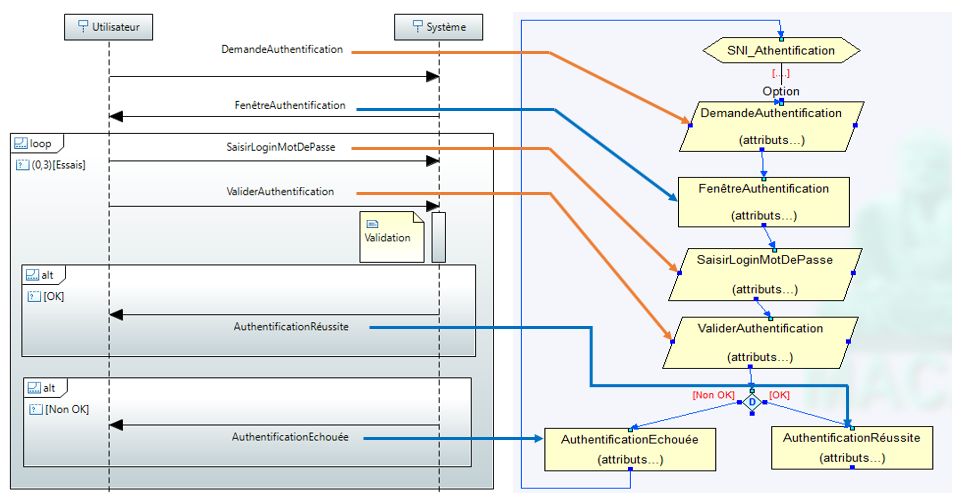 Utilisateur
Système
DemandeAuthentification
FenêtreAuthentification
loop
(0,3)[Essais]
SaisirLoginMotDePasse
ValiderAuthentification
Validation
alt
[OK]
AuthentificationRéussite
alt
[Non OK]
AuthentificationEchouée
SNI_Athentification
[....]
Option
DemandeAuthentification
(attributs...)
FenêtreAuthentification
(attributs...)
SaisirLoginMotDePasse
(attributs...)
ValiderAuthentification
(attributs...)
[Non OK]
D
[OK]
AuthentificationEchouée
(attributs...)
AuthentificationRéussite
(attributs...)